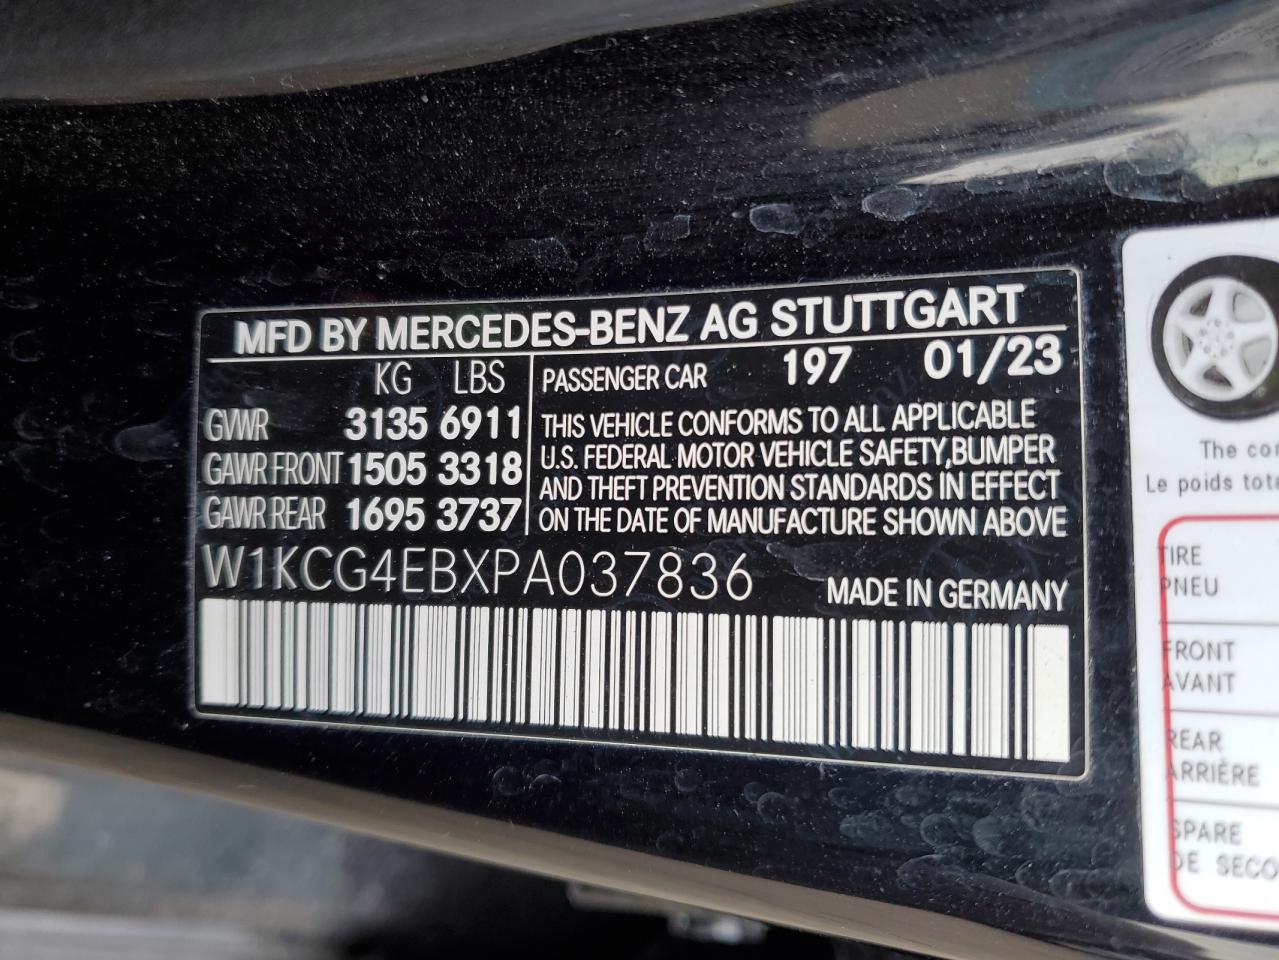 MFD BY MERCEDES-BENZ AG STUTTGART
KG LBS
GVWR 3135 6911
GAWR FRONT 1505 3318
GAWR REAR 1695 3737
PASSENGER CAR 197 01/23
THIS VEHICLE CONFORMS TO ALL APPLICABLE
U.S. FEDERAL MOTOR VEHICLE SAFETY, BUMPER
AND THEFT PREVENTION STANDARDS IN EFFECT
ON THE DATE OF MANUFACTURE SHOWN ABOVE
W1KCG4EBXPA037836
MADE IN GERMANY
The
Le poids
TIRE
PNEU
FRONT
AVANT
REAR
ARRIÈRE
SPARE
DE